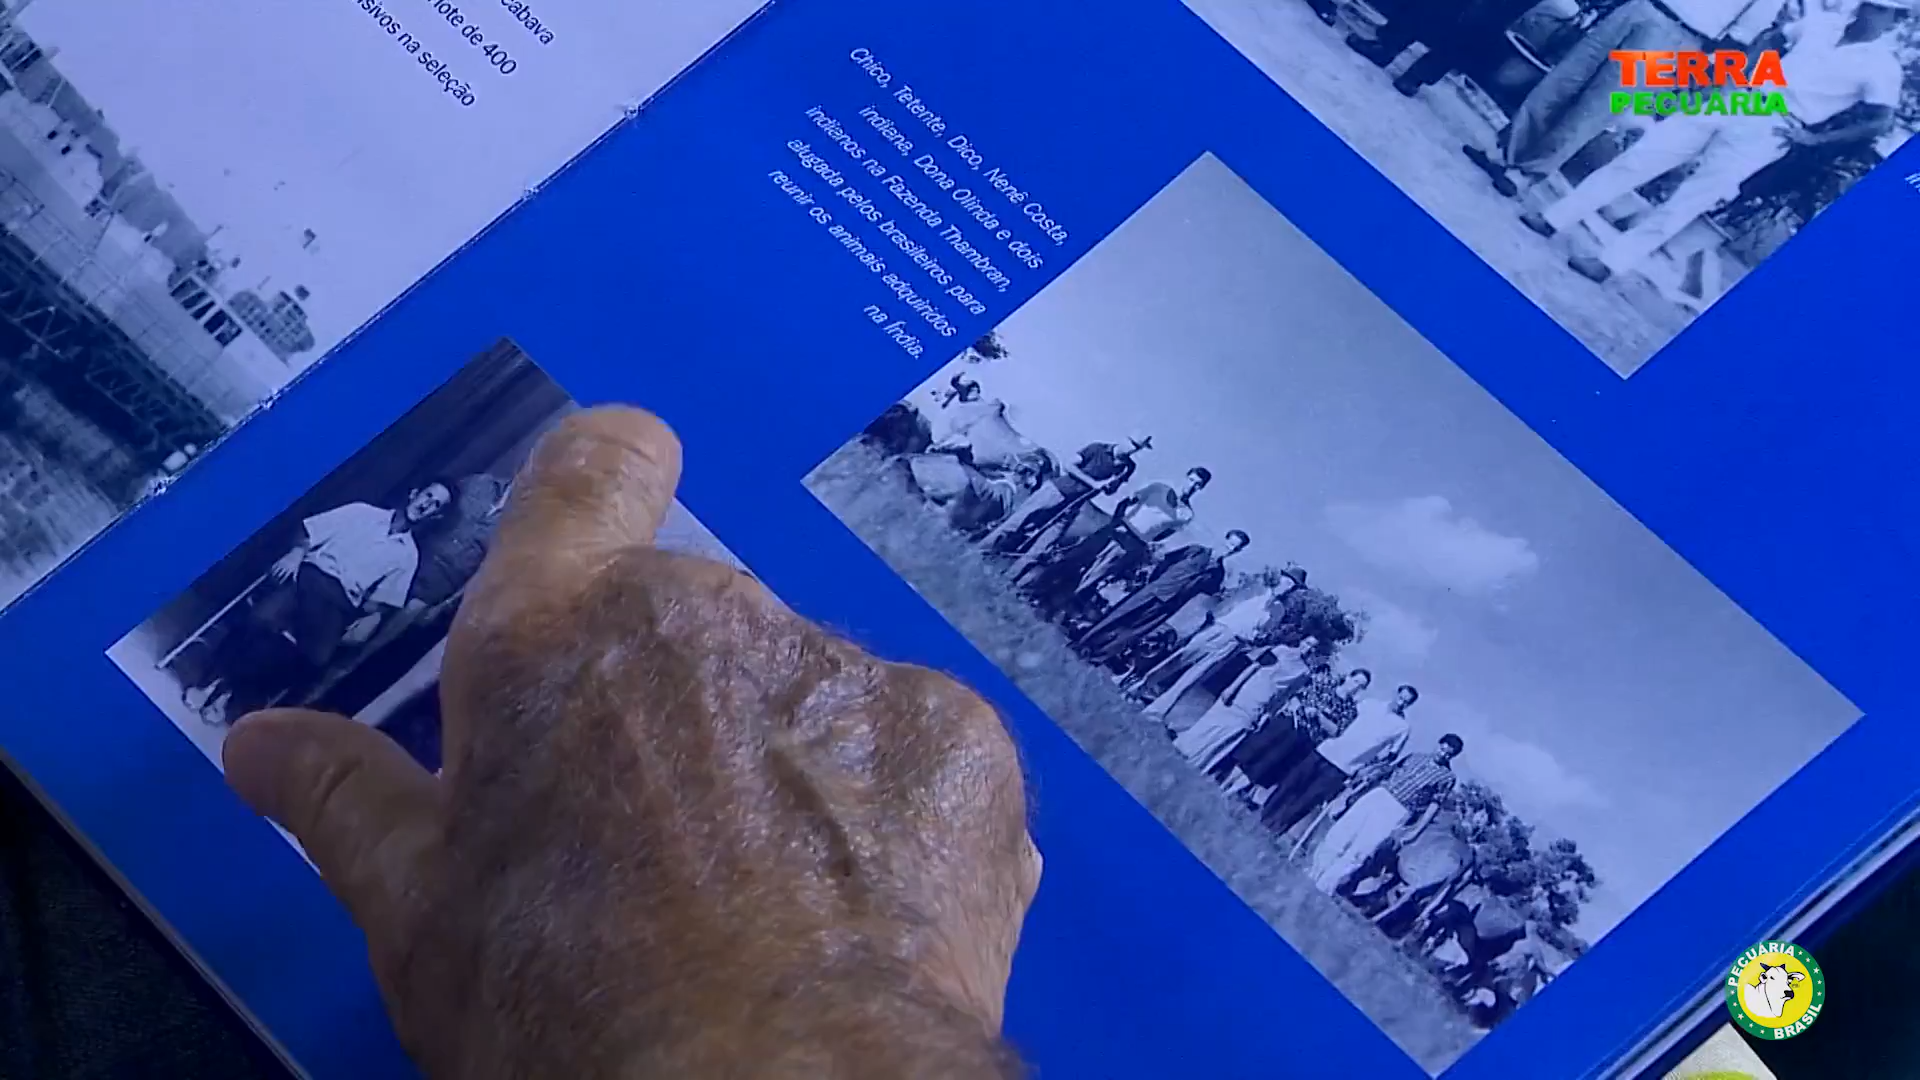 cabava
lote de 400
sivos na seleção
Chico, Tetente, Dico, Nenê Costa,
indiana, Dona Olinda e dois
indianos na Fazenda Thambran,
alugada pelos brasileiros para
reunir os animais adquiridos
na Índia.
TERRA
PECUÁRIA
PECUÁRIA
BRASIL